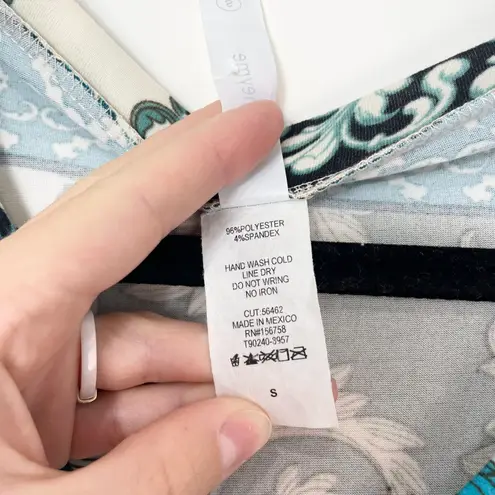 96%POLYESTER
4%SPANDEX
HAND WASH COLD
LINE DRY
DO NOT WRING
NO IRON
CUT:56462
MADE IN MEXICO
RN#156758
T90240-3957
S